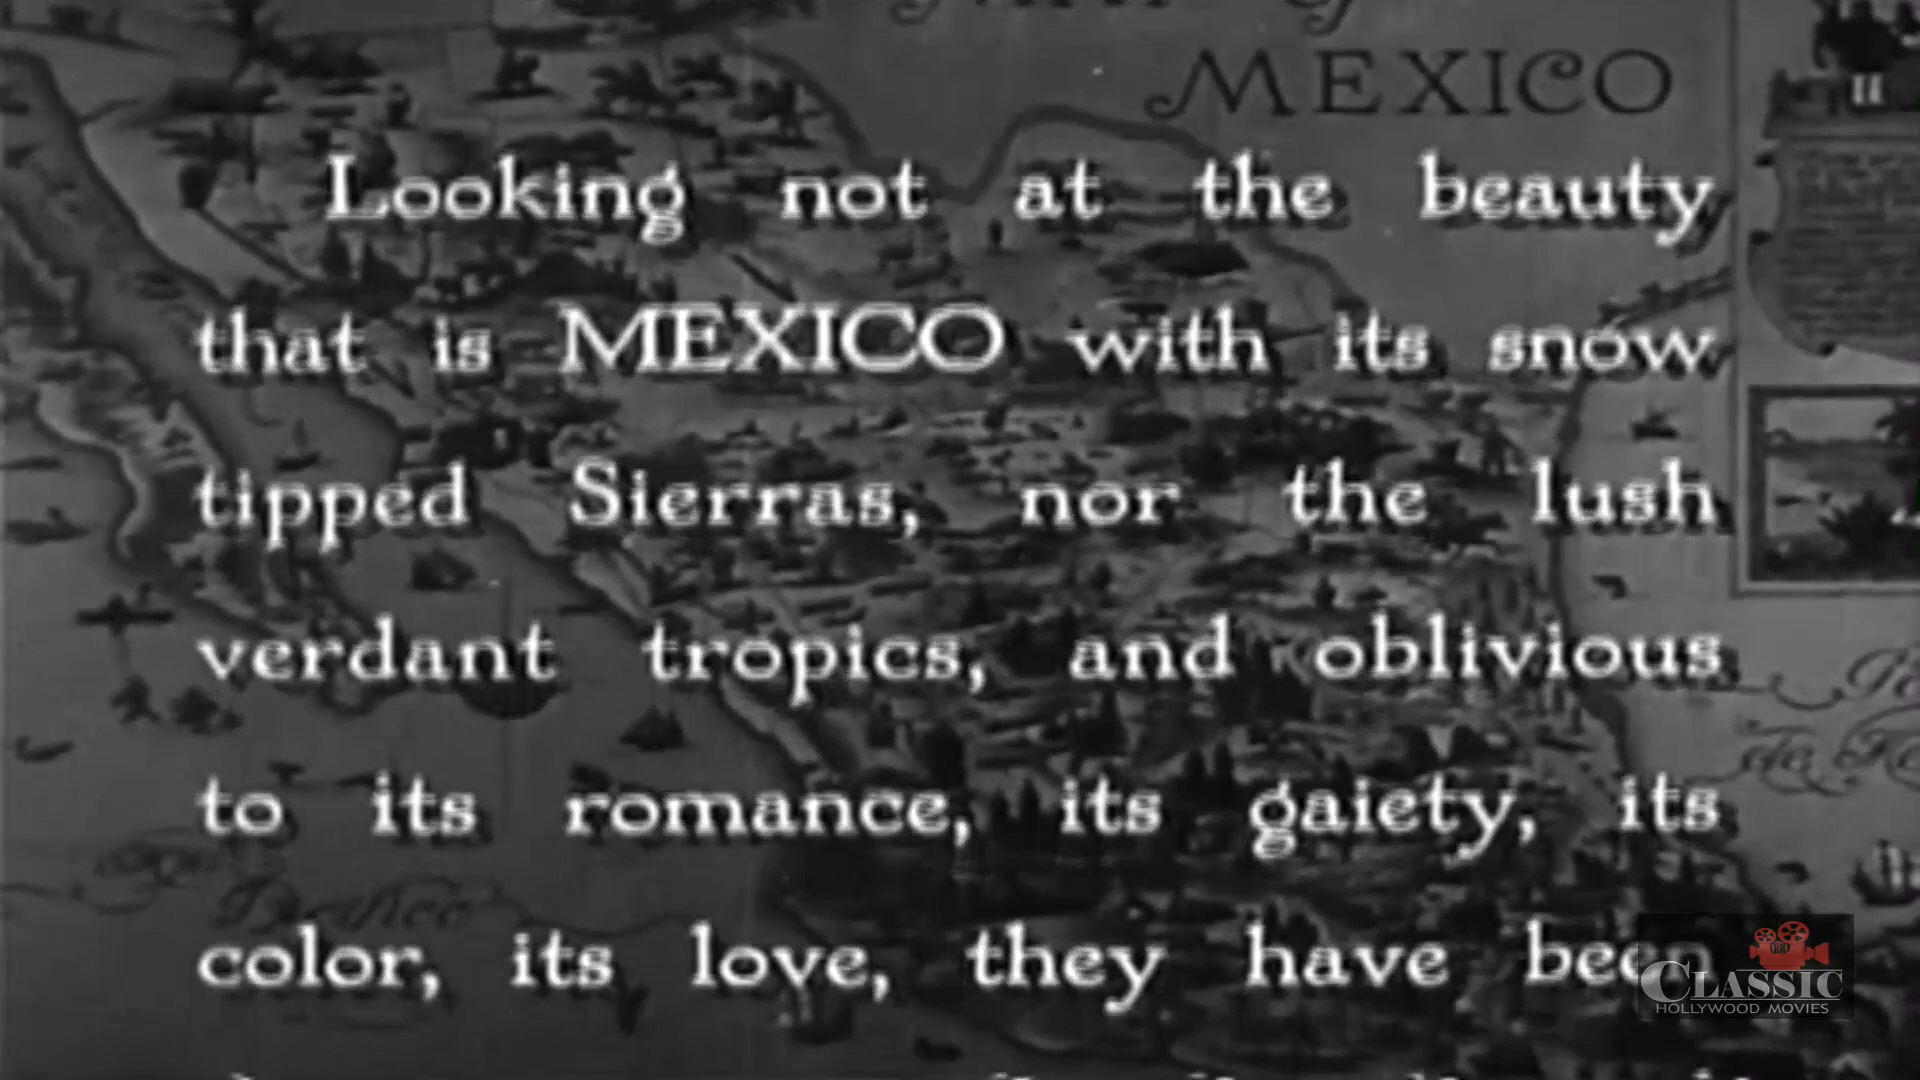 MEXICO
Looking not at the beauty
that is MEXICO with its snow
tipped Sierras, nor the lush
verdant tropics, and oblivious
to its romance, its gaiety, its
color, its love, they have been
CLASSIC
HOLLYWOOD MOVIES